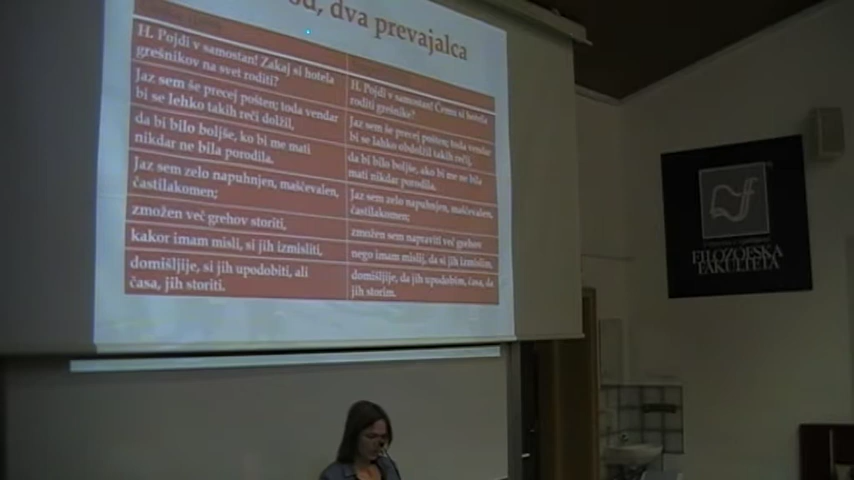 od, dva prevajalca
H. Pojdi v samostan! Zakaj si hotela
grešnikov na svet roditi?
Jaz sem še precej pošten; toda vendar
bi se lehko takih reči dolžil,
da bi bilo boljše, ko bi me mati
nikdar ne bila porodila.
Jaz sem zelo napuhnjen, maščevalen,
častilakomen;
zmožen več grehov storiti,
kakor imam misli, si jih izmisliti,
domišljije, si jih upodobiti, ali
časa, jih storiti.
H. Pojdi v samostan! Čemu si hotela
roditi grešnike?
Jaz sem še precej pošten; toda vendar
bi se lahko obdolžil takih rečij,
da bi bilo boljše, ako bi me ne bila
mati nikdar porodila.
Jaz sem zelo napuhnjen, maščevalen,
častilakomen;
zmožen sem napraviti več grehov
nego imam mislij, da si jih izmislim,
domišljije, da jih upodobim, časa, da
jih storim.
FILOZOFSKA
FAKULTETA